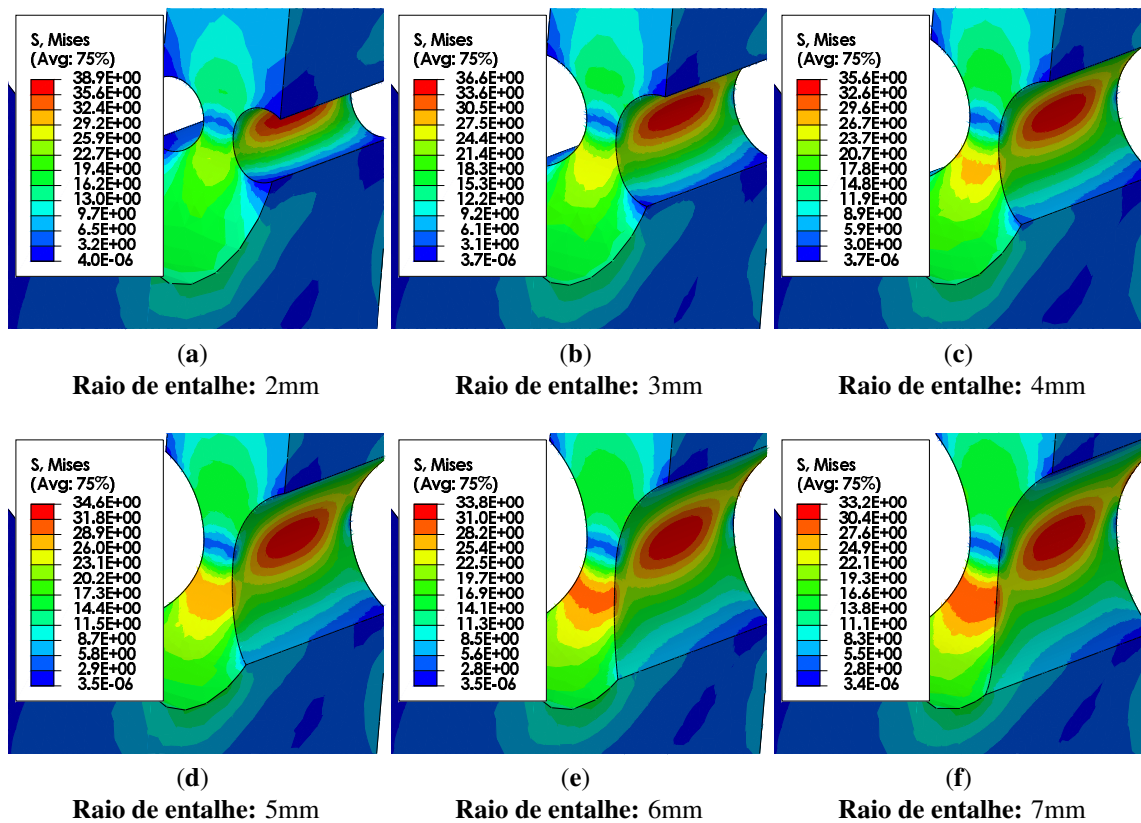 S, Mises
(Avg: 75%)
38.9E+00
35.6E+00
32.4E+00
29.2E+00
25.9E+00
22.7E+00
19.4E+00
16.2E+00
13.0E+00
9.7E+00
6.5E+00
3.2E+00
4.0E-06
(a)
Raio de entalhe: 2mm
S, Mises
(Avg: 75%)
36.6E+00
33.6E+00
30.5E+00
27.5E+00
24.4E+00
21.4E+00
18.3E+00
15.3E+00
12.2E+00
9.2E+00
6.1E+00
3.1E+00
3.7E-06
(b)
Raio de entalhe: 3mm
S, Mises
(Avg: 75%)
35.6E+00
32.6E+00
29.6E+00
26.7E+00
23.7E+00
20.7E+00
17.8E+00
14.8E+00
11.9E+00
8.9E+00
5.9E+00
3.0E+00
3.7E-06
(c)
Raio de entalhe: 4mm
S, Mises
(Avg: 75%)
34.6E+00
31.8E+00
28.9E+00
26.0E+00
23.1E+00
20.2E+00
17.3E+00
14.4E+00
11.5E+00
8.7E+00
5.8E+00
2.9E+00
3.5E-06
(d)
Raio de entalhe: 5mm
S, Mises
(Avg: 75%)
33.8E+00
31.0E+00
28.2E+00
25.4E+00
22.5E+00
19.7E+00
16.9E+00
14.1E+00
11.3E+00
8.5E+00
5.6E+00
2.8E+00
3.5E-06
(e)
Raio de entalhe: 6mm
S, Mises
(Avg: 75%)
33.2E+00
30.4E+00
27.6E+00
24.9E+00
22.1E+00
19.3E+00
16.6E+00
13.8E+00
11.1E+00
8.3E+00
5.5E+00
2.8E+00
3.4E-06
(f)
Raio de entalhe: 7mm